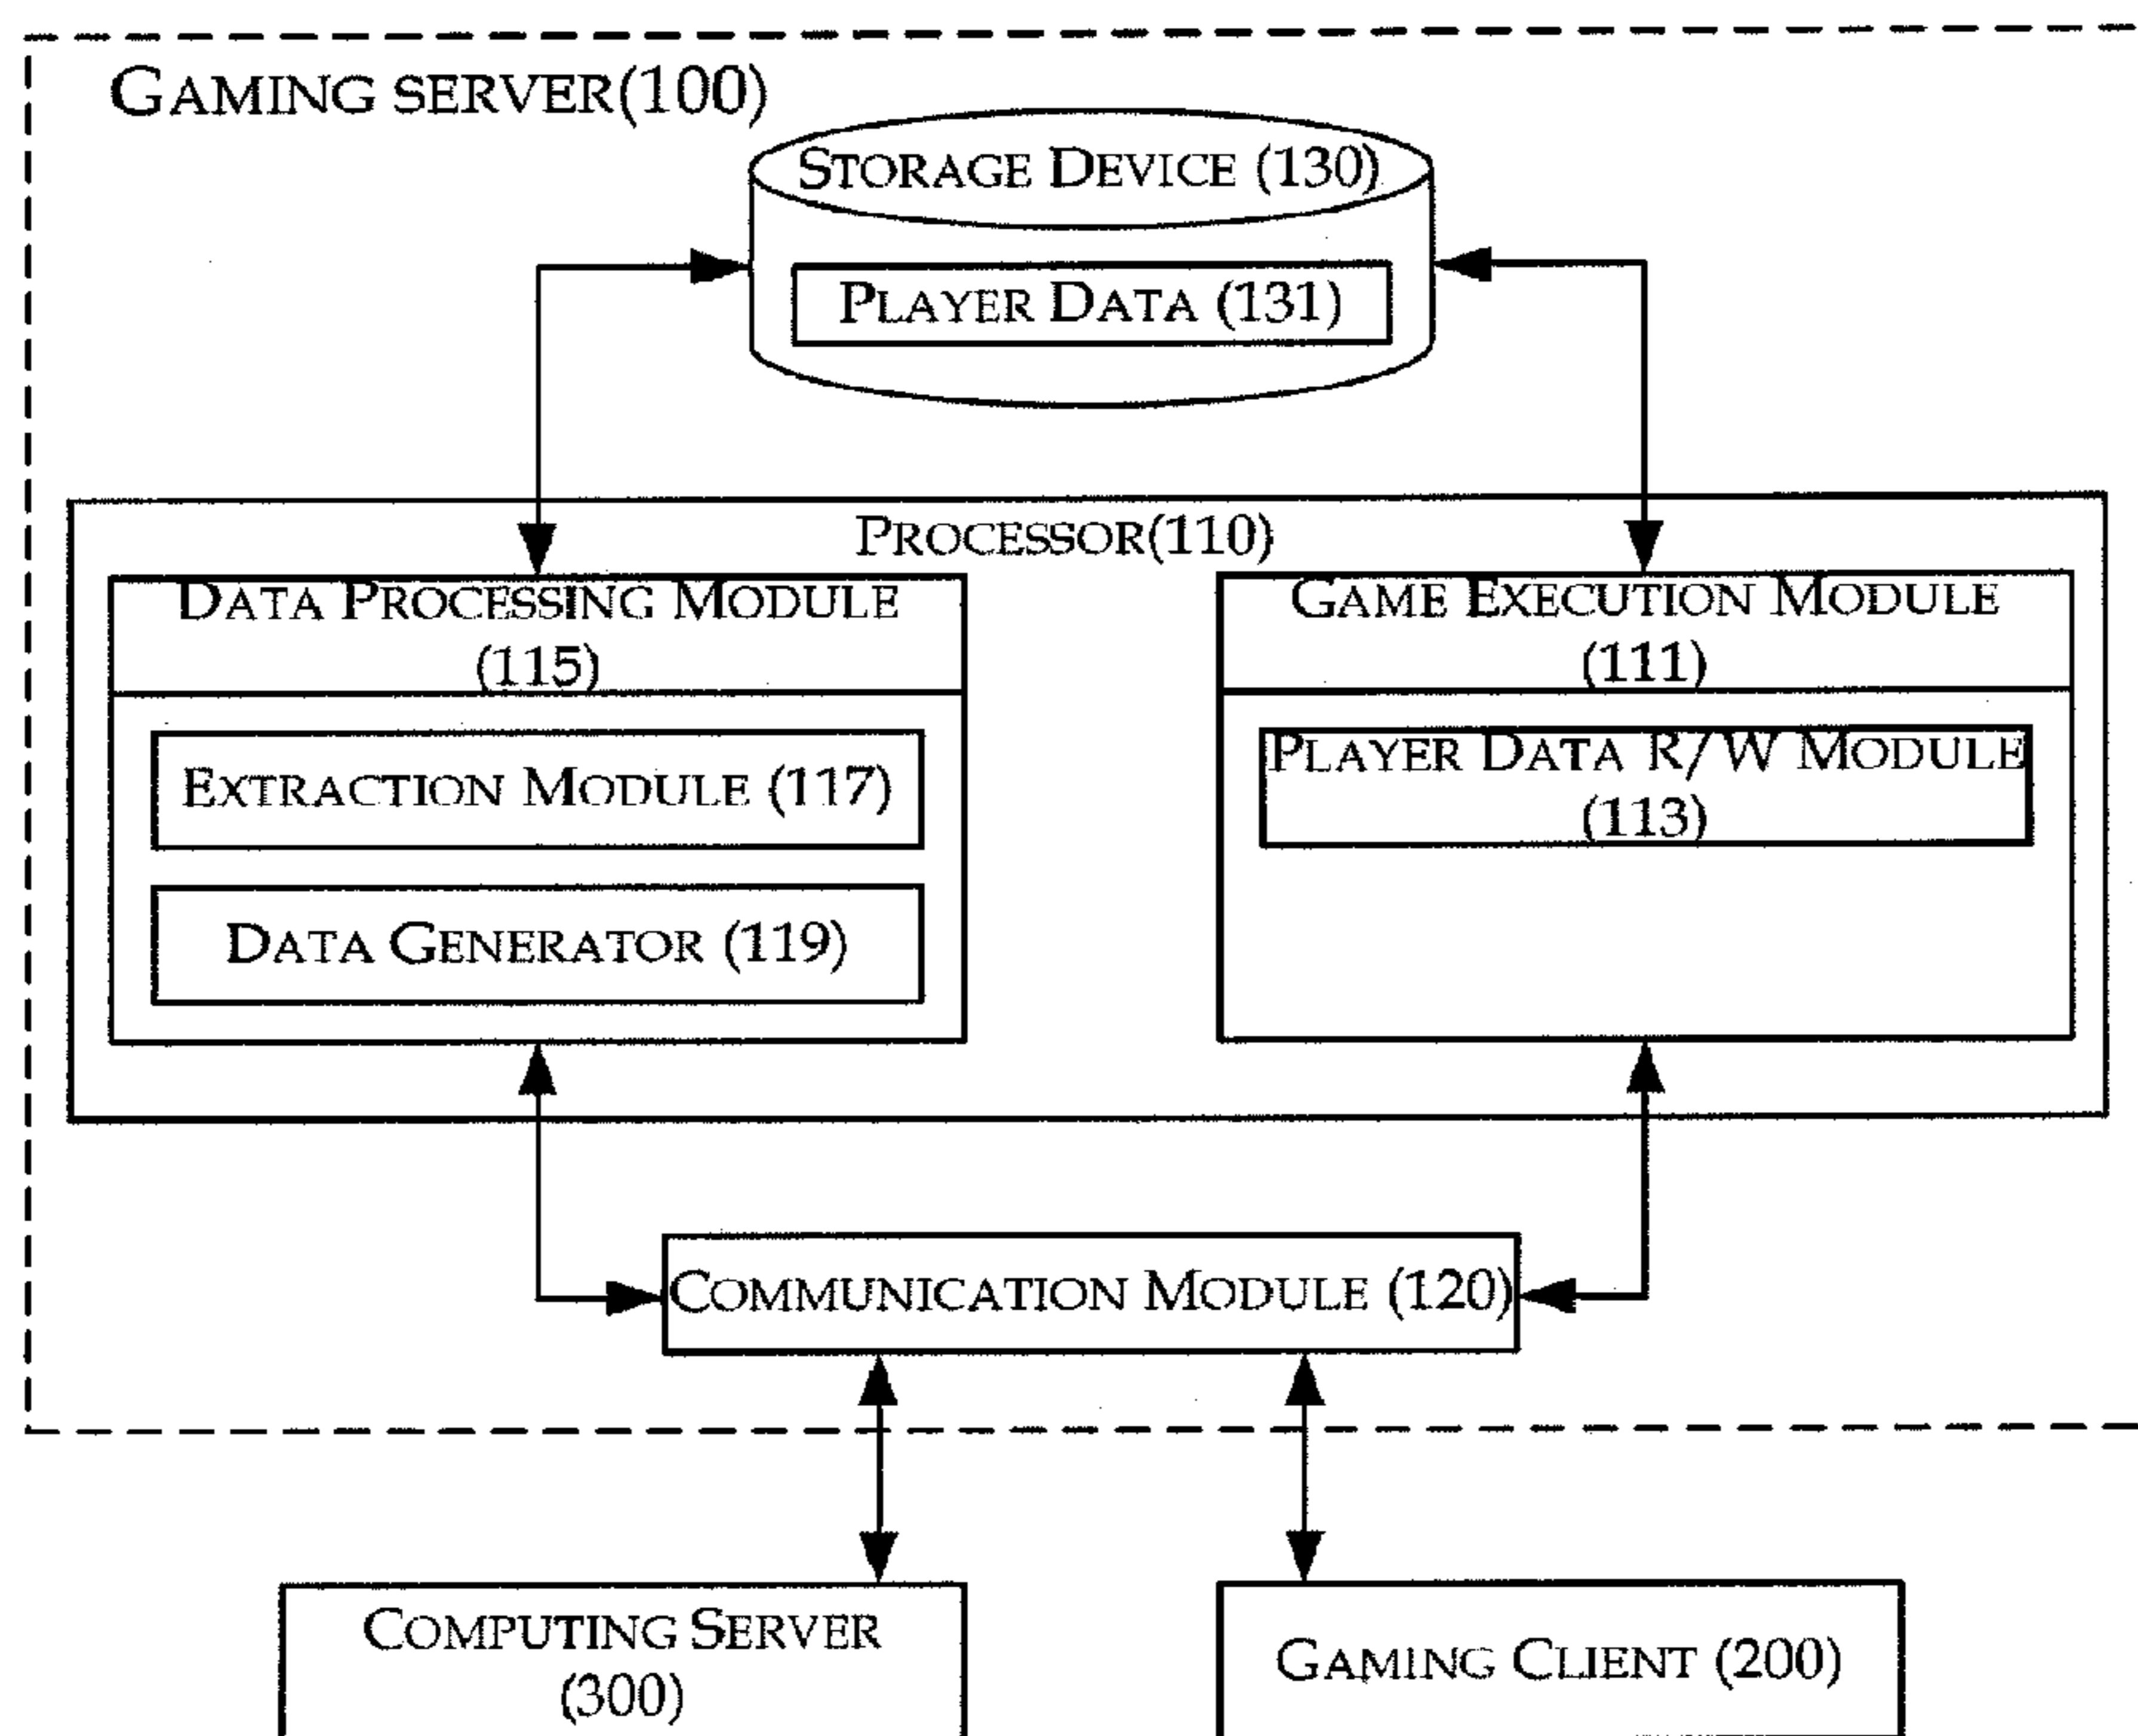 GAMING SERVER(100)
STORAGE DEVICE (130)
PLAYER DATA (131)
PROCESSOR(110)
DATA PROCESSING MODULE
(115)
EXTRACTION MODULE (117)
DATA GENERATOR (119)
GAME EXECUTION MODULE
(111)
PLAYER DATA R/W MODULE
(113)
COMMUNICATION MODULE (120)
COMPUTING SERVER
(300)
GAMING CLIENT (200)